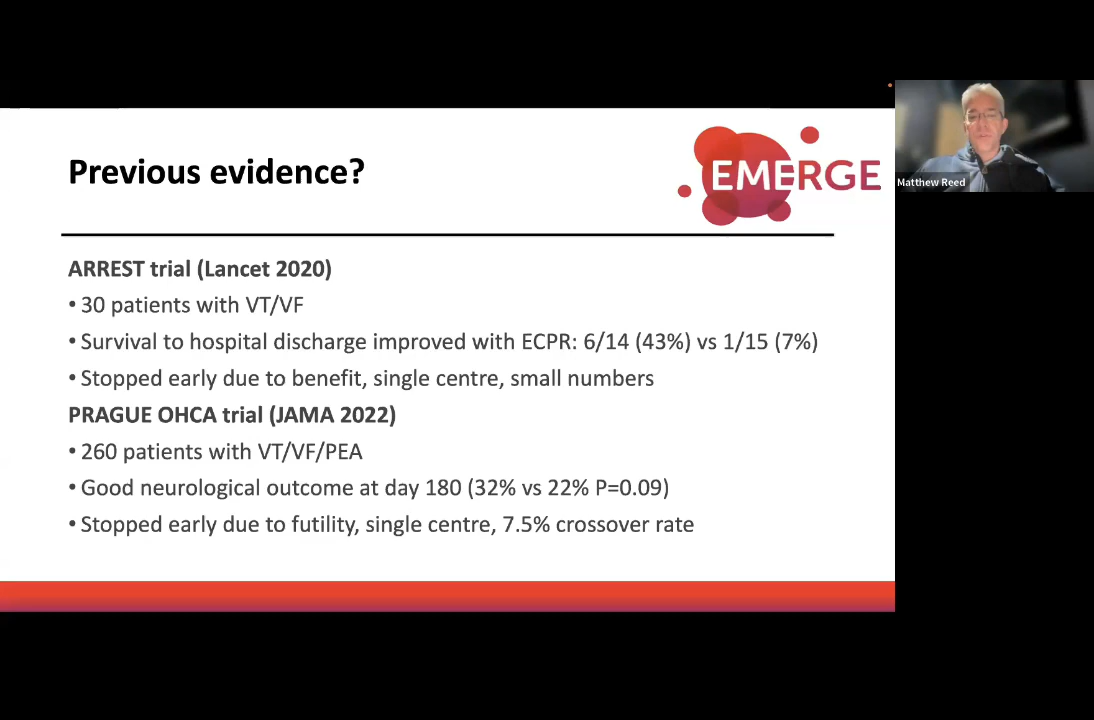 Previous evidence?
EMERGE
Matthew Reed
ARREST trial (Lancet 2020)
• 30 patients with VT/VF
• Survival to hospital discharge improved with ECPR: 6/14 (43%) vs 1/15 (7%)
• Stopped early due to benefit, single centre, small numbers
PRAGUE OHCA trial (JAMA 2022)
• 260 patients with VT/VF/PEA
• Good neurological outcome at day 180 (32% vs 22% P=0.09)
• Stopped early due to futility, single centre, 7.5% crossover rate